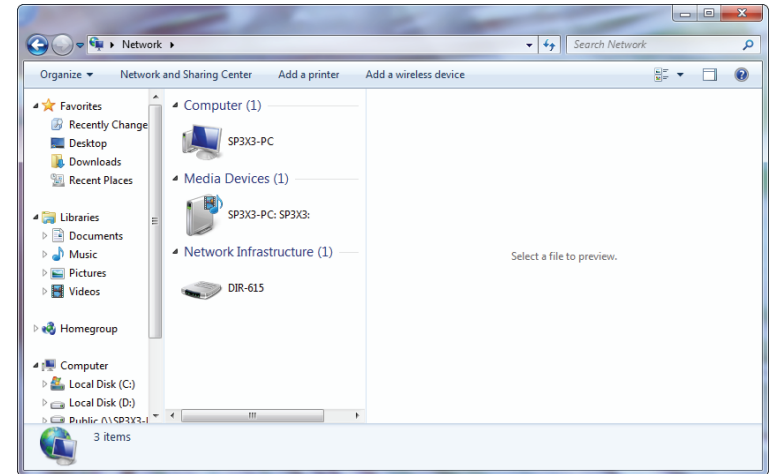 Network
Search Network
Organize
Network and Sharing Center
Add a printer
Add a wireless device
Favorites
Recently Change
Desktop
Downloads
Recent Places
Libraries
Documents
Music
Pictures
Videos
Homegroup
Computer
Local Disk (C:)
Local Disk (D:)
Computer (1)
SP3X3-PC
Media Devices (1)
SP3X3-PC: SP3X3:
Network Infrastructure (1)
DIR-615
Select a file to preview.
3 items